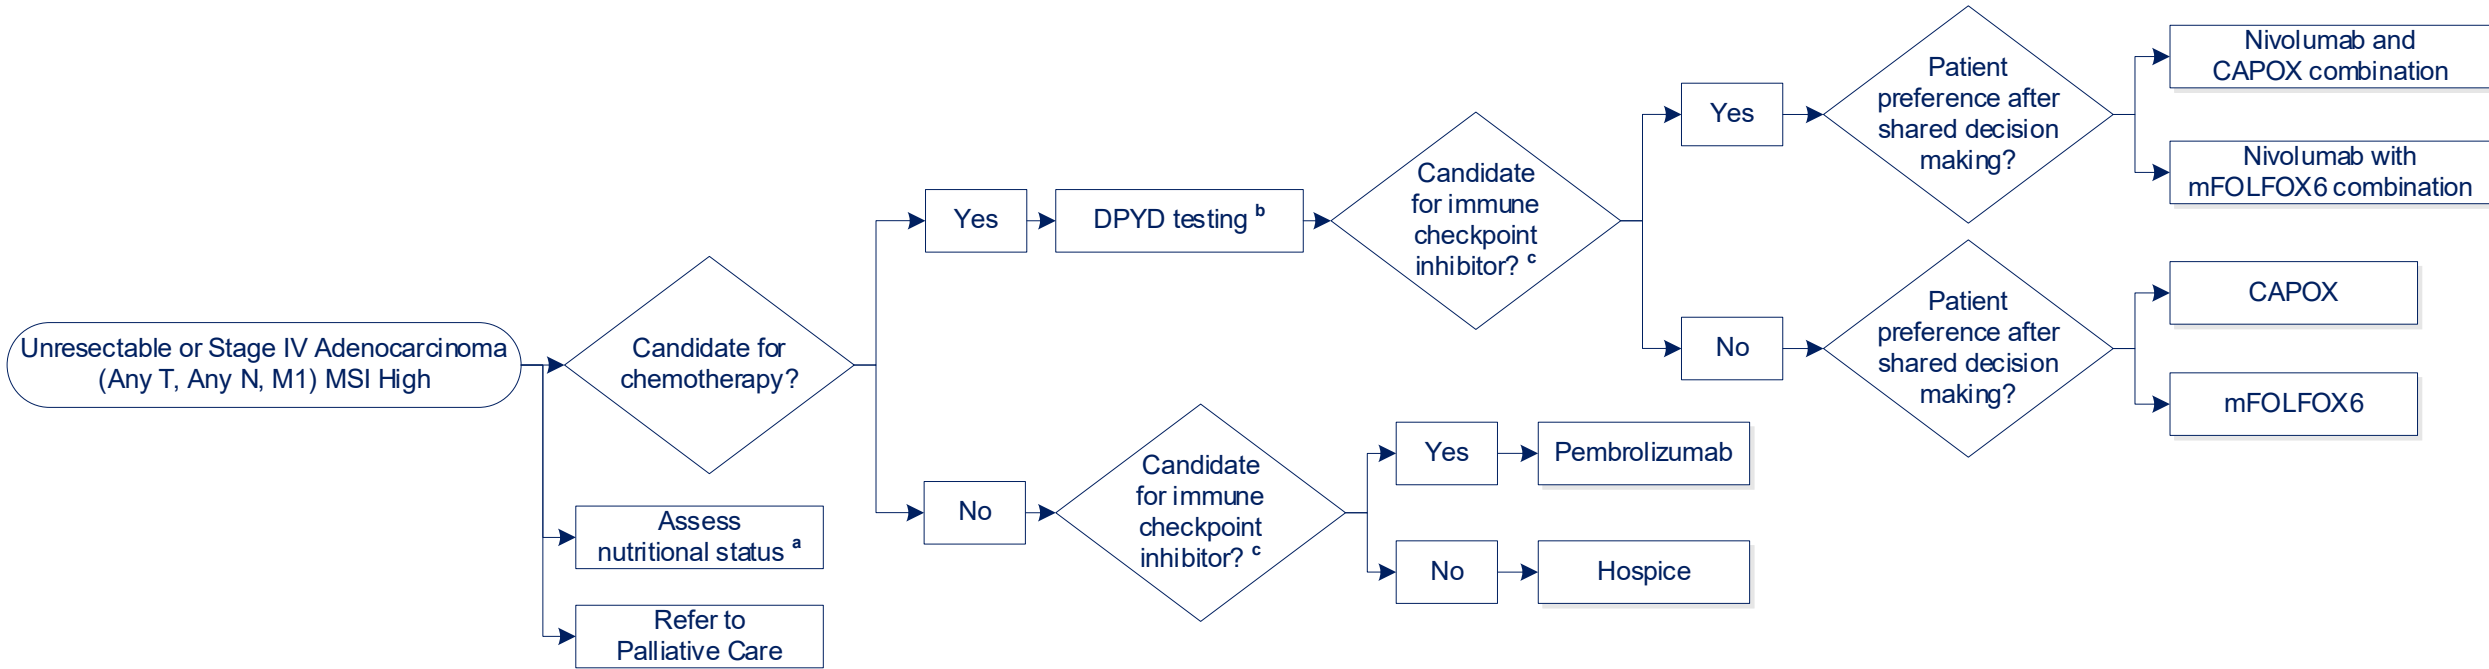 Unresectable or Stage IV Adenocarcinoma
(Any T, Any N, M1) MSI High
Candidate for
chemotherapy?
Assess
nutritional status a
Refer to
Palliative Care
Yes
DPYD testing b
Candidate
for immune
checkpoint
inhibitor? c
Yes
Patient
preference after
shared decision
making?
Nivolumab and
CAPOX combination
Nivolumab with
mFOLFOX6 combination
No
Patient
preference after
shared decision
making?
CAPOX
mFOLFOX6
No
Candidate
for immune
checkpoint
inhibitor? c
Yes
Pembrolizumab
No
Hospice